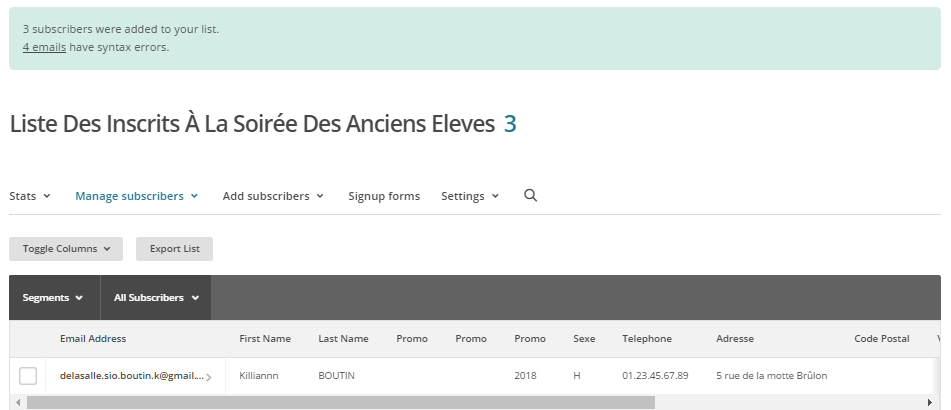 3 subscribers were added to your list.
4 emails have syntax errors.
Liste Des Inscrits À La Soirée Des Anciens Eleves 3
Stats Manage subscribers Add subscribers Signup forms Settings
Toggle Columns Export List
Segments All Subscribers
Email Address First Name Last Name Promo Promo Promo Sexe Telephone Adresse Code Postal
delasalle.sio.boutin.k@gmail.... Killiannn BOUTIN 2018 H 01.23.45.67.89 5 rue de la motte Brûlon